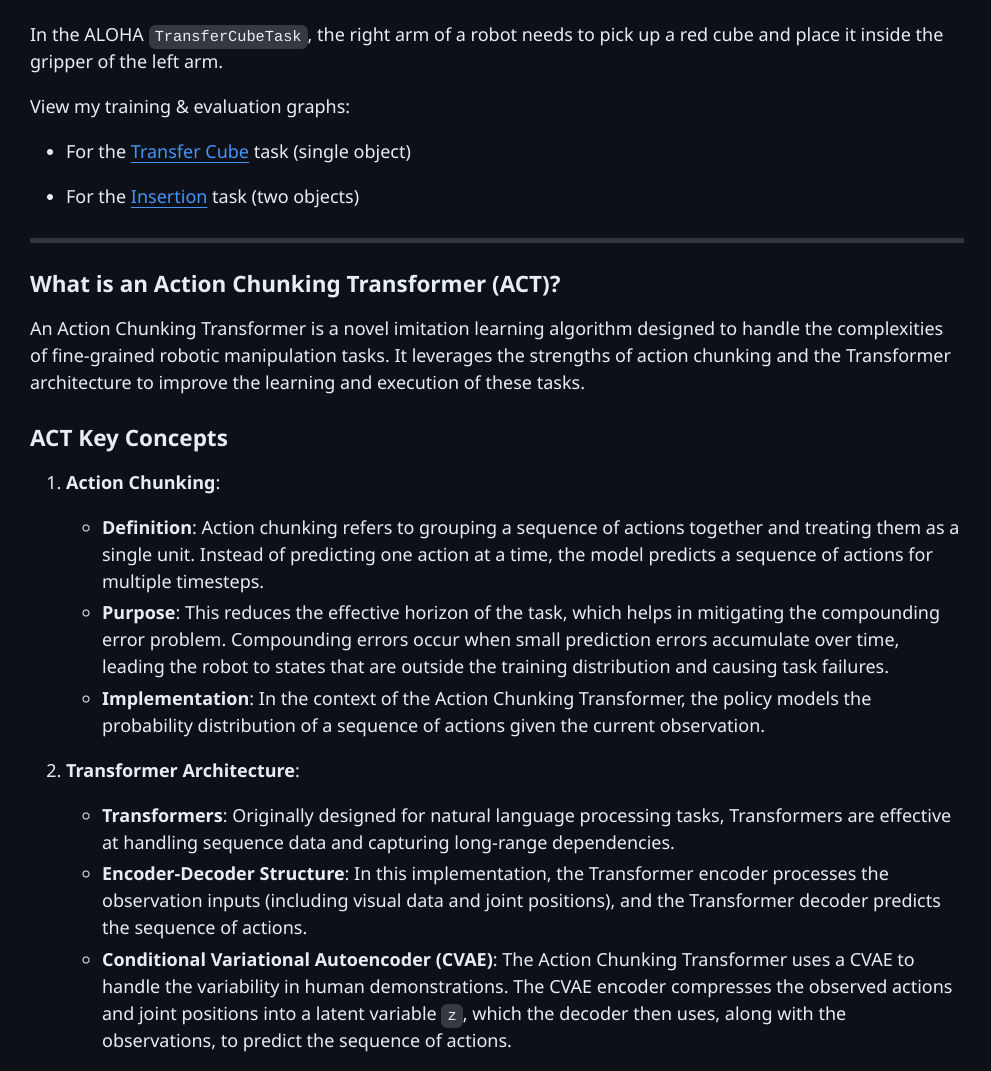 In the ALOHA TransferCubeTask, the right arm of a robot needs to pick up a red cube and place it inside the
gripper of the left arm.
View my training & evaluation graphs:
• For the Transfer Cube task (single object)
• For the Insertion task (two objects)
What is an Action Chunking Transformer (ACT)?
An Action Chunking Transformer is a novel imitation learning algorithm designed to handle the complexities
of fine-grained robotic manipulation tasks. It leverages the strengths of action chunking and the Transformer
architecture to improve the learning and execution of these tasks.
ACT Key Concepts
1. Action Chunking:
◦ Definition: Action chunking refers to grouping a sequence of actions together and treating them as a
single unit. Instead of predicting one action at a time, the model predicts a sequence of actions for
multiple timesteps.
◦ Purpose: This reduces the effective horizon of the task, which helps in mitigating the compounding
error problem. Compounding errors occur when small prediction errors accumulate over time,
leading the robot to states that are outside the training distribution and causing task failures.
◦ Implementation: In the context of the Action Chunking Transformer, the policy models the
probability distribution of a sequence of actions given the current observation.
2. Transformer Architecture:
◦ Transformers: Originally designed for natural language processing tasks, Transformers are effective
at handling sequence data and capturing long-range dependencies.
◦ Encoder-Decoder Structure: In this implementation, the Transformer encoder processes the
observation inputs (including visual data and joint positions), and the Transformer decoder predicts
the sequence of actions.
◦ Conditional Variational Autoencoder (CVAE): The Action Chunking Transformer uses a CVAE to
handle the variability in human demonstrations. The CVAE encoder compresses the observed actions
and joint positions into a latent variable z, which the decoder then uses, along with the
observations, to predict the sequence of actions.